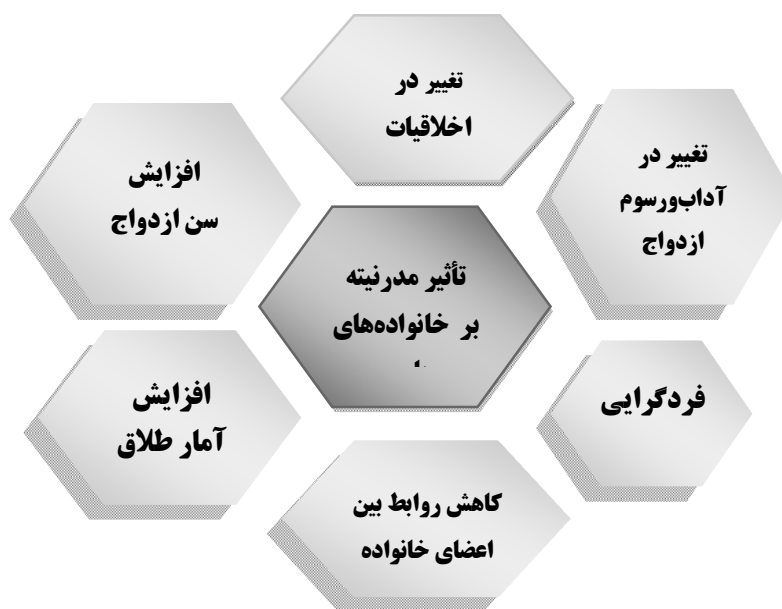 تغییر در
اخلاقیات
تغییر در
آداب‌ورسوم
ازدواج
افزایش
سن ازدواج
تأثیر مدرنیته
بر خانواده‌های
فردگرایی
افزایش
آمار طلاق
کاهش روابط بین
اعضای خانواده